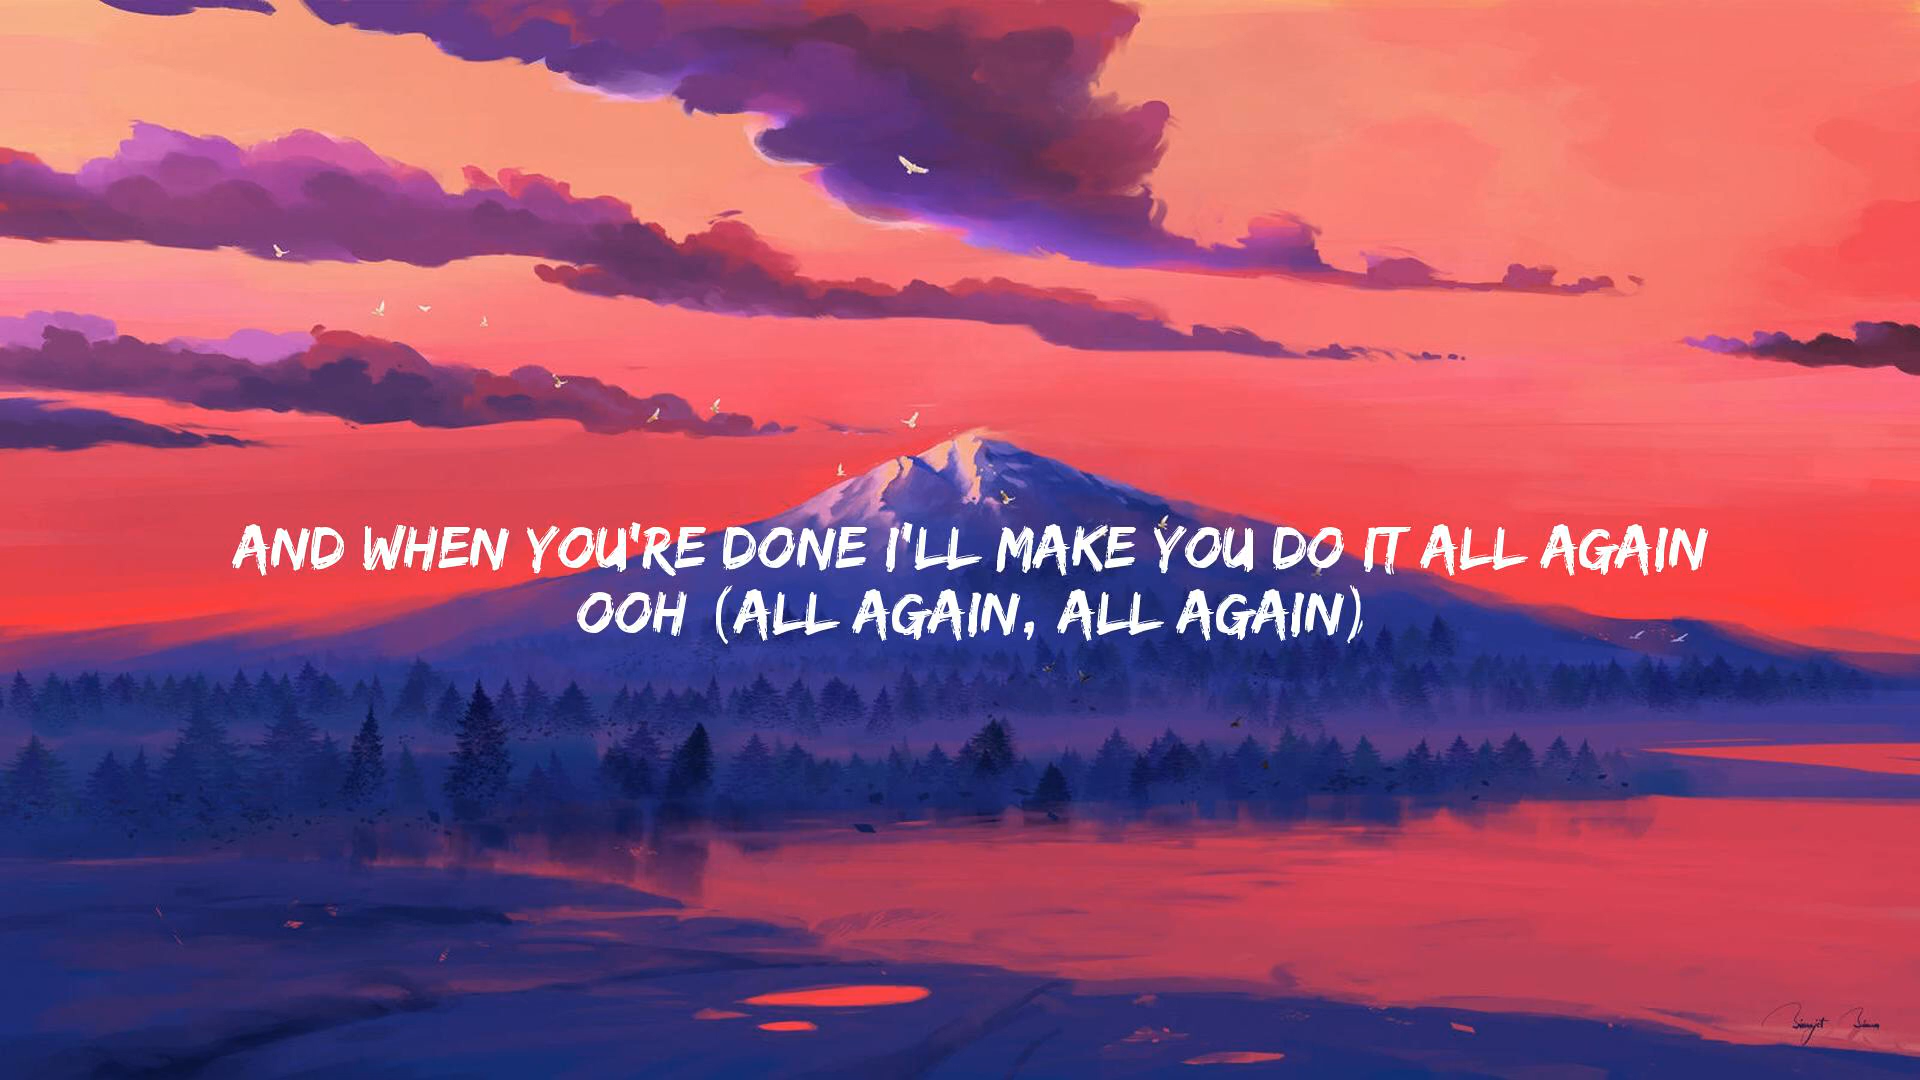 AND WHEN YOU'RE DONE I'LL MAKE YOU DO IT ALL AGAIN
OOH (ALL AGAIN, ALL AGAIN)